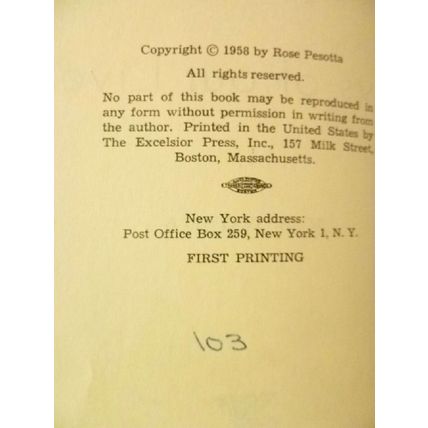 Copyright © 1958 by Rose Pesotta
All rights reserved.
No part of this book may be reproduced in
any form without permission in writing from
the author. Printed in the United States by
The Excelsior Press, Inc., 157 Milk Street,
Boston, Massachusetts.
New York address:
Post Office Box 259, New York 1, N. Y.
FIRST PRINTING
103